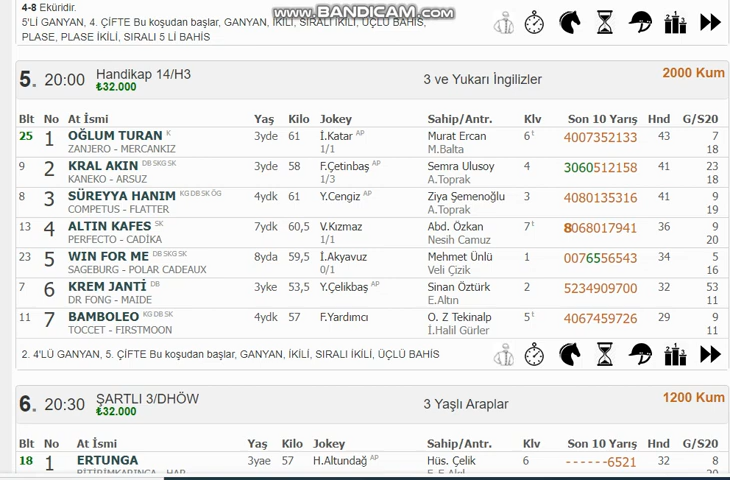 4-8 Eküridir.
www.BANDICAM.com
5'Lİ GANYAN, 4. ÇİFTE Bu koşudan başlar, GANYAN, İKİLİ, SIRALI İKİLİ, ÜÇLÜ BAHİS,
PLASE, PLASE İKİLİ, SIRALI 5 Lİ BAHİS
5. 20:00 Handikap 14/H3 3 ve Yukarı İngilizler 2000 Kum
₺32.000
Blt No At İsmi Yaş Kilo Jokey Sahip/Antr. Klv Son 10 Yarış Hnd G/S20
25 1 OĞLUM TURAN K 3yde 61 İ.Katar AP Murat Ercan 6 t 4007352133 43 7
ZANJERO - MERCANKIZ 1/1 M.Balta 18
9 2 KRAL AKIN DB SKG SK 3yde 58 F.Çetinbaş AP Semra Ulusoy 4 3060512158 41 23
KANEKO - ARSUZ 1/3 A.Toprak 18
8 3 SÜREYYA HANIM KG DB SK ÖG 4ydk 61 Y.Cengiz AP Ziya Şemenoğlu 3 4080135316 41 9
COMPETUS - FLATTER A.Toprak 19
13 4 ALTIN KAFES SK 7ydk 60,5 V.Kızmaz Abd. Özkan 7 t 8068017941 36 9
PERFECTO - CADİKA 1/1 Nesih Camuz 20
23 5 WIN FOR ME DB SKG SK 8yda 59,5 İ.Akyavuz Mehmet Ünlü 1 0076556543 34 5
SAGEBURG - POLAR CADEAUX 0/1 Veli Çizik 16
7 6 KREM JANTİ DB 3yke 53,5 Y.Çelikbaş AP Sinan Öztürk 2 5234909700 32 53
DR FONG - MAIDE E.Altın 11
11 7 BAMBOLEO KG DB SK 4ydk 57 F.Yardımcı O. Z Tekinalp 5 t 4067459726 29 9
TOCCET - FIRSTMOON İ.Halil Gürler 11
2. 4'LÜ GANYAN, 5. ÇİFTE Bu koşudan başlar, GANYAN, İKİLİ, SIRALI İKİLİ, ÜÇLÜ BAHİS
6. 20:30 ŞARTLI 3/DHÖW 3 Yaşlı Araplar 1200 Kum
₺32.000
Blt No At İsmi Yaş Kilo Jokey Sahip/Antr. Klv Son 10 Yarış Hnd G/S20
18 1 ERTUNGA 3yae 57 H.Altundağ AP Hüs. Çelik 6 ------6521 32 8